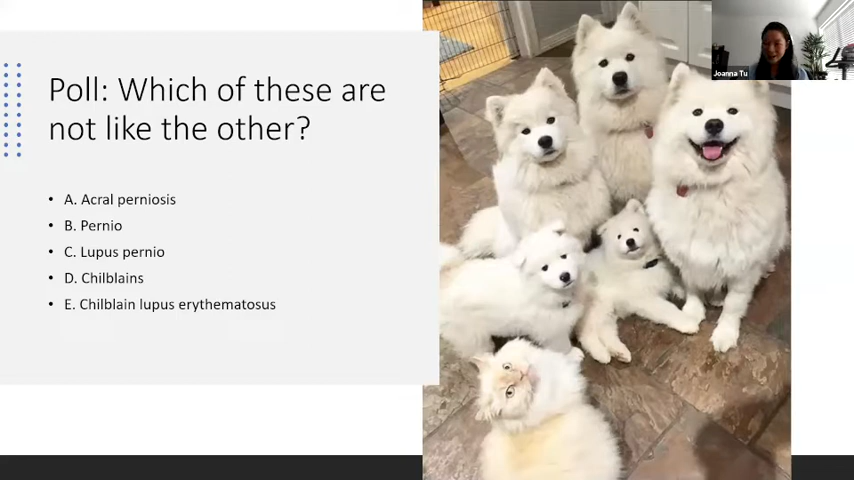 Poll: Which of these are
not like the other?
• A. Acral perniosis
• B. Pernio
• C. Lupus pernio
• D. Chilblains
• E. Chilblain lupus erythematosus
Joanna Tu